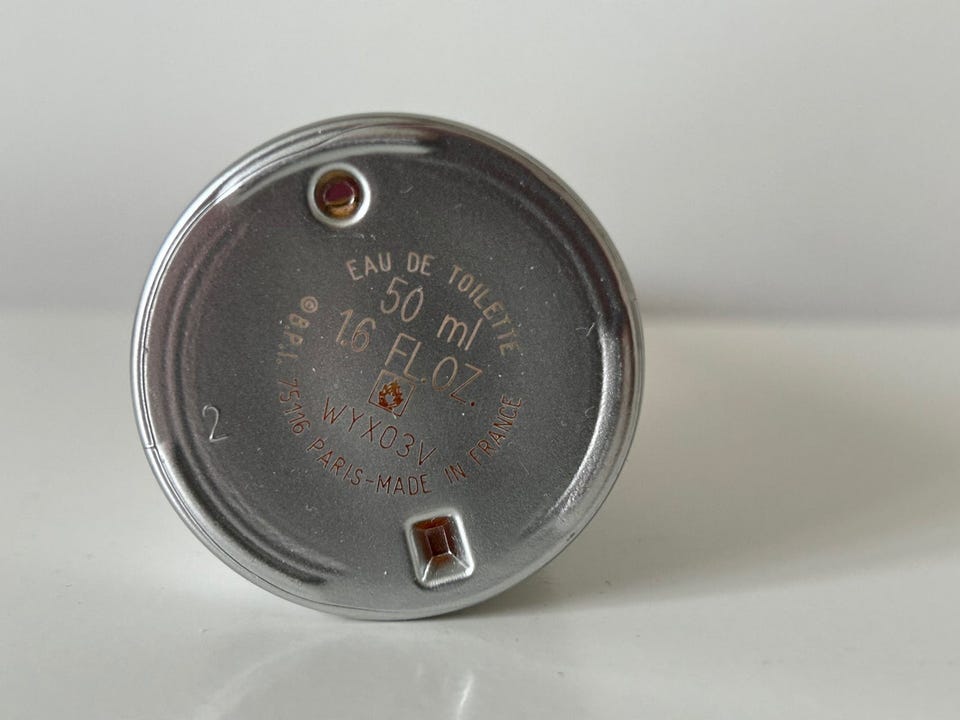 EAU DE TOILETTE
50 ml
1.6 FL. OZ.
WYX03V
© B.P.I. 75116 PARIS-MADE IN FRANCE
2